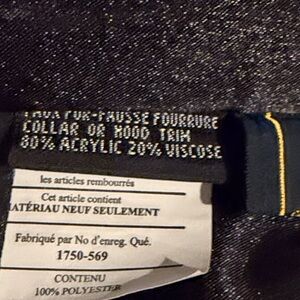 FAUX FUR-FAUSSE FOURRURE
COLLAR OR HOOD TRIM
80% ACRYLIC 20% VISCOSE
les articles rembourrés
Cet article contient
MATÉRIAU NEUF SEULEMENT
Fabriqué par No d'enreg. Qué.
1750-569
CONTENU
100% POLYESTER